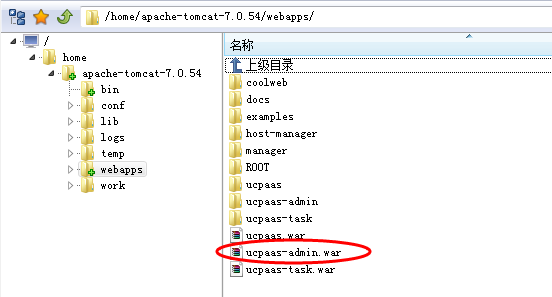 /home/apache-tomcat-7.0.54/webapps/
/
home
apache-tomcat-7.0.54
bin
conf
lib
logs
temp
webapps
work
名称
上级目录
coolweb
docs
examples
host-manager
manager
ROOT
ucpaas
ucpaas-admin
ucpaas-task
ucpaas.war
ucpaas-admin.war
ucpaas-task.war